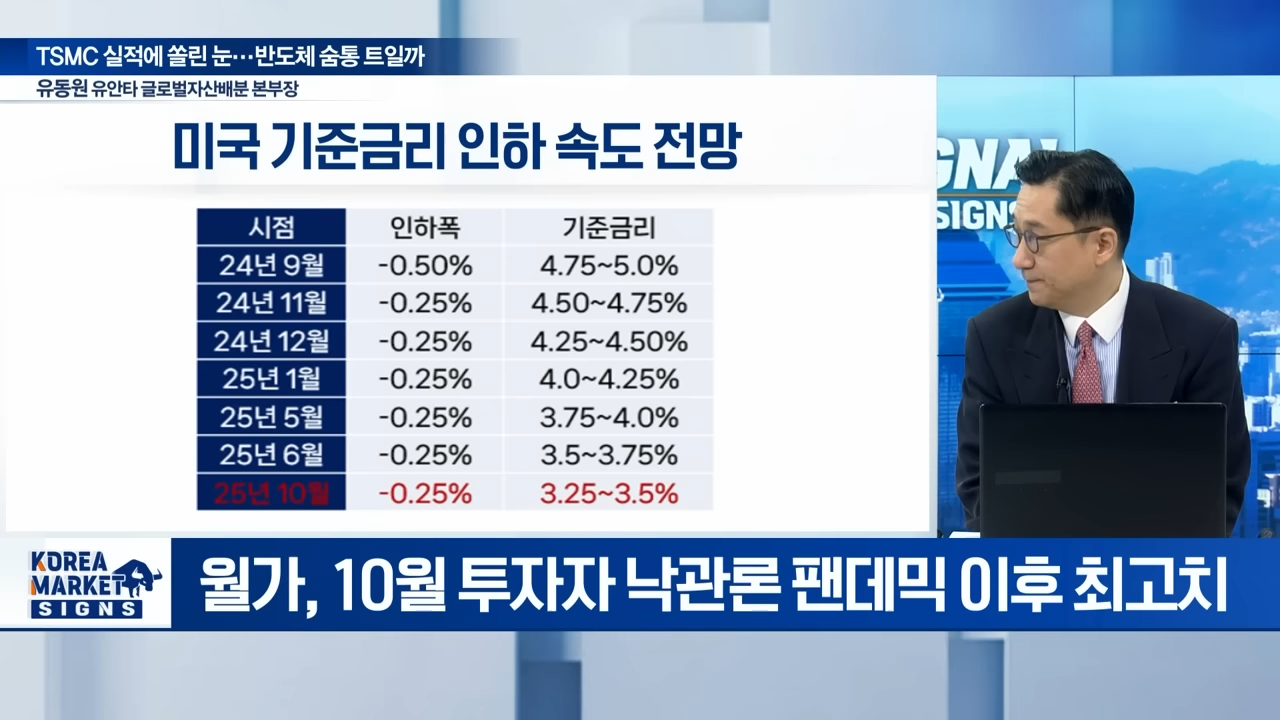 TSMC 실적에 쏠린 눈…반도체 숨통 트일까
유동원 유안타 글로벌자산배분 본부장
미국 기준금리 인하 속도 전망
시점 인하폭 기준금리
24년 9월 -0.50% 4.75~5.0%
24년 11월 -0.25% 4.50~4.75%
24년 12월 -0.25% 4.25~4.50%
25년 1월 -0.25% 4.0~4.25%
25년 5월 -0.25% 3.75~4.0%
25년 6월 -0.25% 3.5~3.75%
25년 10월 -0.25% 3.25~3.5%
SIGNS
KOREA
MARKET
SIGNS
월가, 10월 투자자 낙관론 팬데믹 이후 최고치